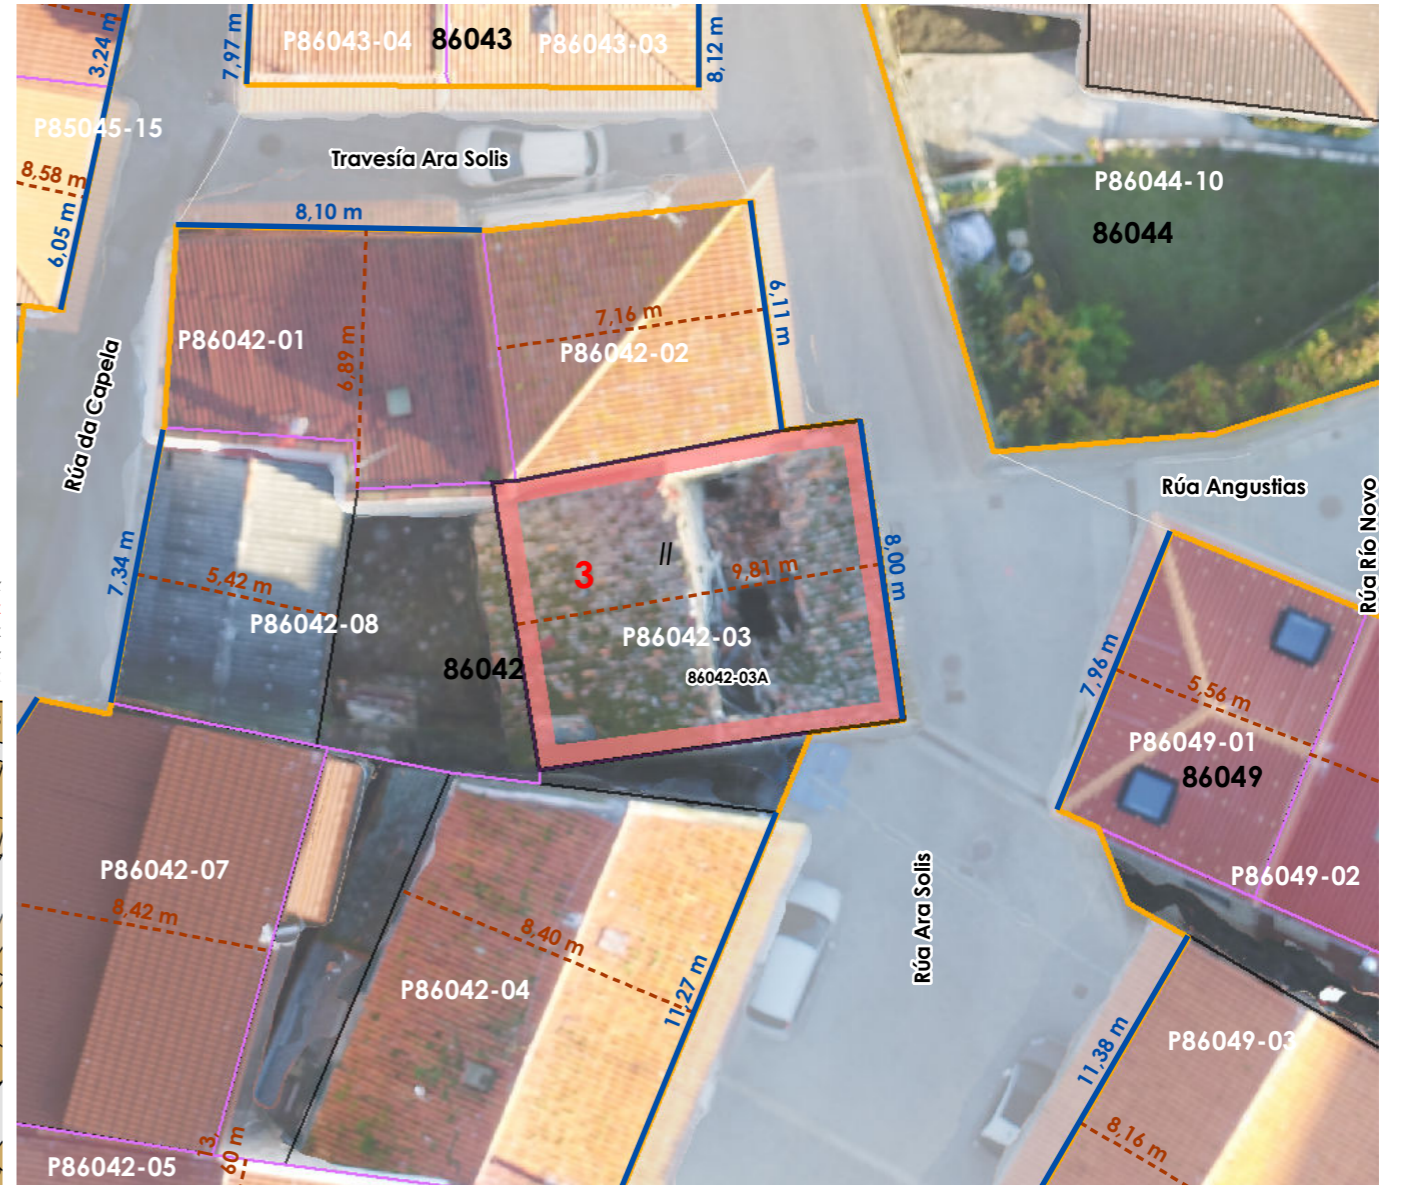 3,24 m
7,97 m
P86043-04
86043
P86043-03
8,12 m
P85045-15
Travesía Ara Solis
8,58 m
P86044-10
6,05 m
8,10 m
86044
9,11 m
7,16 m
P86042-01
6,89 m
P86042-02
Rúa da Capela
Rúa Angustias
Rúa Río Novo
7,34 m
5,42 m
3
//
9,81 m
8,00 m
P86042-08
P86042-03
86042
86042-03A
7,96 m
5,56 m
P86049-01
86049
P86042-07
P86049-02
8,42 m
8,40 m
Rúa Ara Solis
P86042-04
11,27 m
P86049-03
11,38 m
13,
60 m
8,16 m
P86042-05